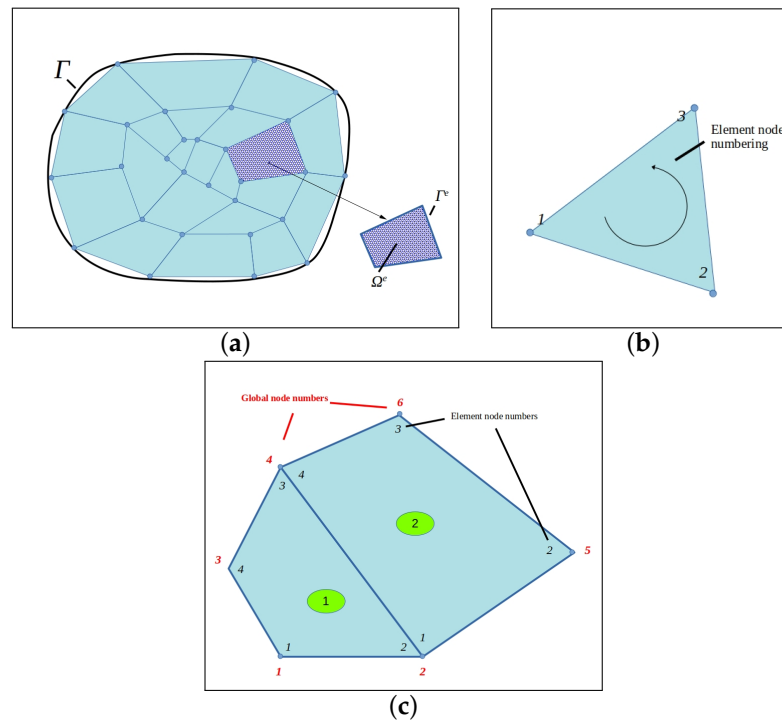 Γ
Γᵉ
Ωᵉ
(a)
3
Element node
numbering
1
2
(b)
Global node numbers
6
Element node numbers
3
4
4
3
2
2
5
3
4
1
1
2
1
1
2
(c)